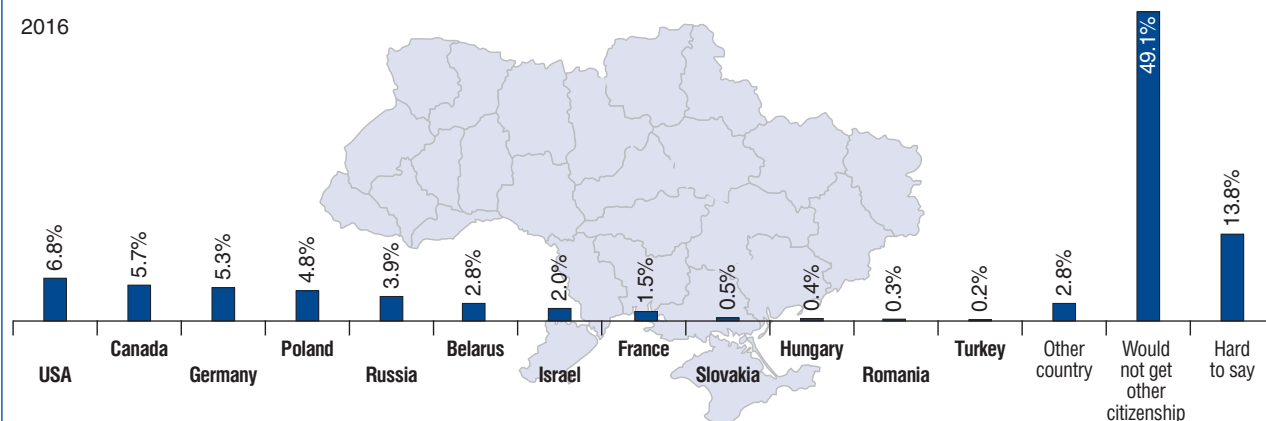 2016
6.8%
5.7%
5.3%
4.8%
3.9%
2.8%
2.0%
1.5%
0.5%
0.4%
0.3%
0.2%
2.8%
49.1%
13.8%
USA
Canada
Germany
Poland
Russia
Belarus
Israel
France
Slovakia
Hungary
Romania
Turkey
Other
country
Would
not get
other
citizenship
Hard
to say